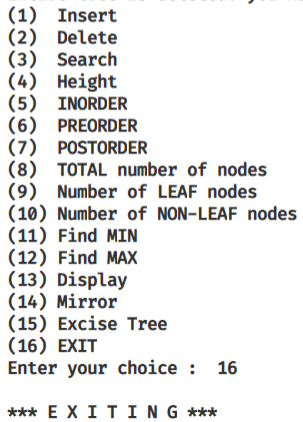 (1)  Insert
(2)  Delete
(3)  Search
(4)  Height
(5)  INORDER
(6)  PREORDER
(7)  POSTORDER
(8)  TOTAL number of nodes
(9)  Number of LEAF nodes
(10) Number of NON-LEAF nodes
(11) Find MIN
(12) Find MAX
(13) Display
(14) Mirror
(15) Excise Tree
(16) EXIT
Enter your choice :  16
*** E X I T I N G ***